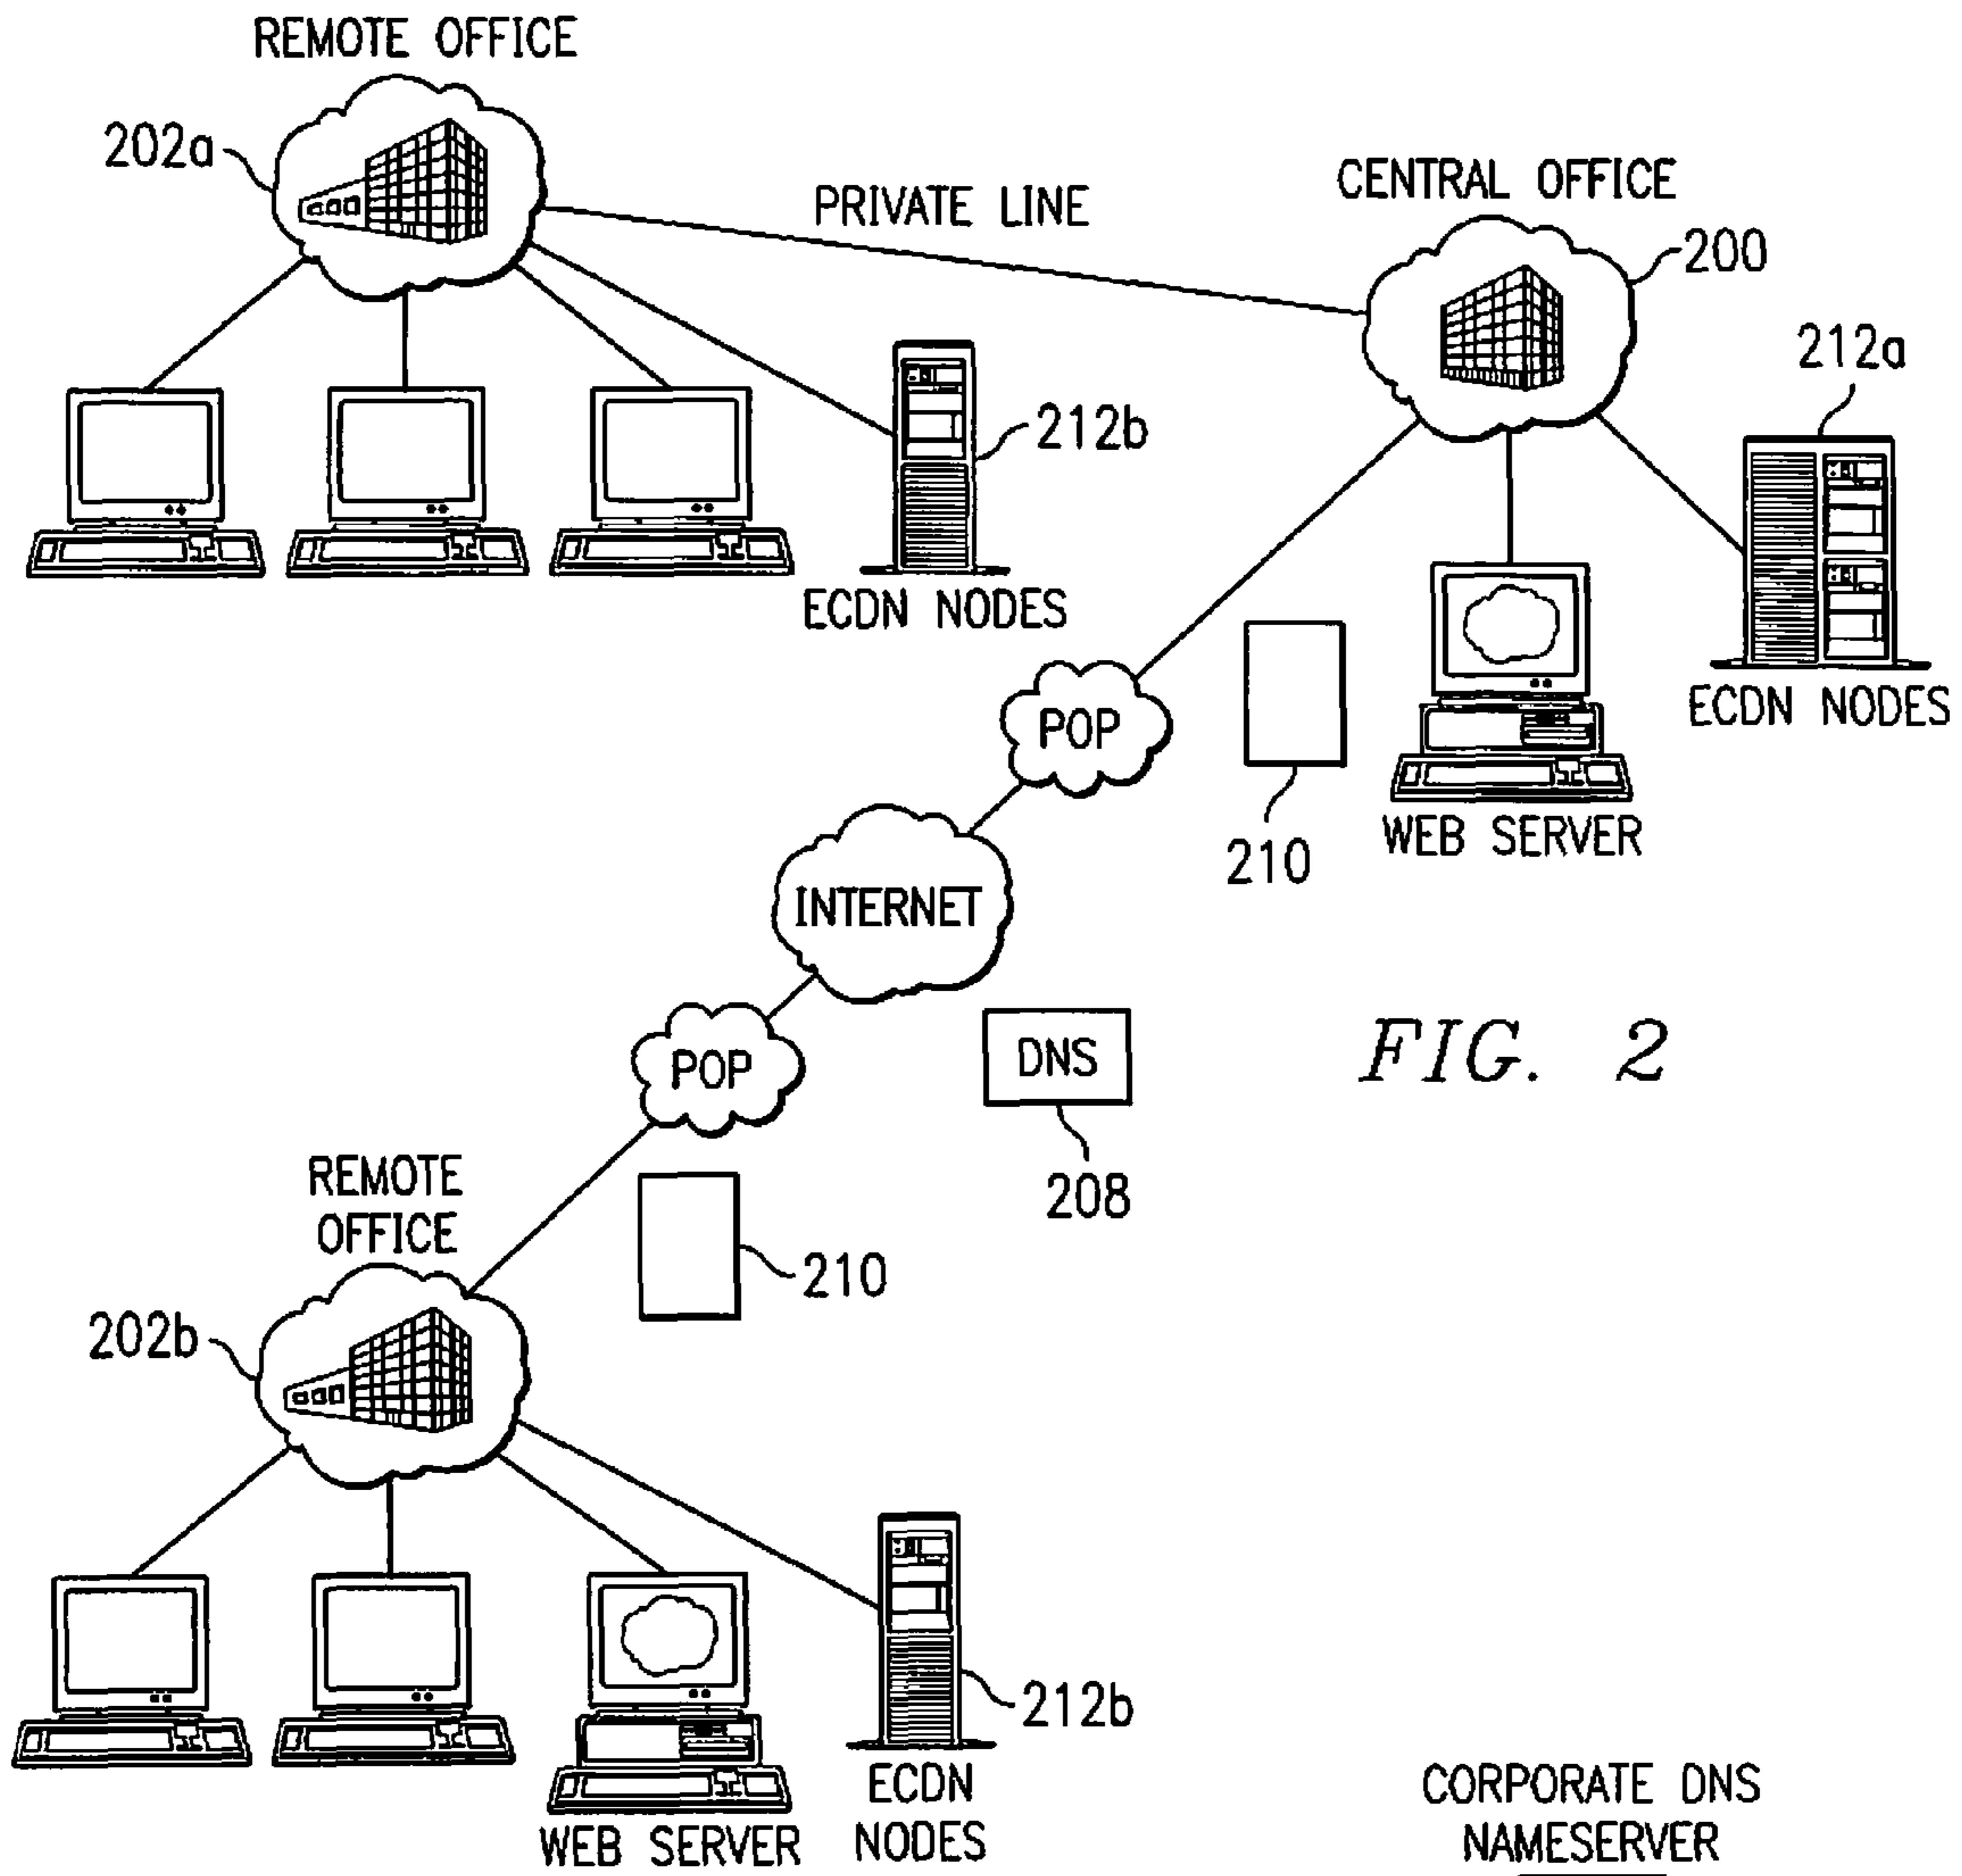 REMOTE OFFICE
202a
PRIVATE LINE
CENTRAL OFFICE
200
212a
212b
ECDN NODES
ECDN NODES
POP
210
WEB SERVER
INTERNET
POP
DNS
208
FIG. 2
REMOTE
OFFICE
210
202b
212b
ECDN
NODES
WEB SERVER
CORPORATE DNS
NAMESERVER